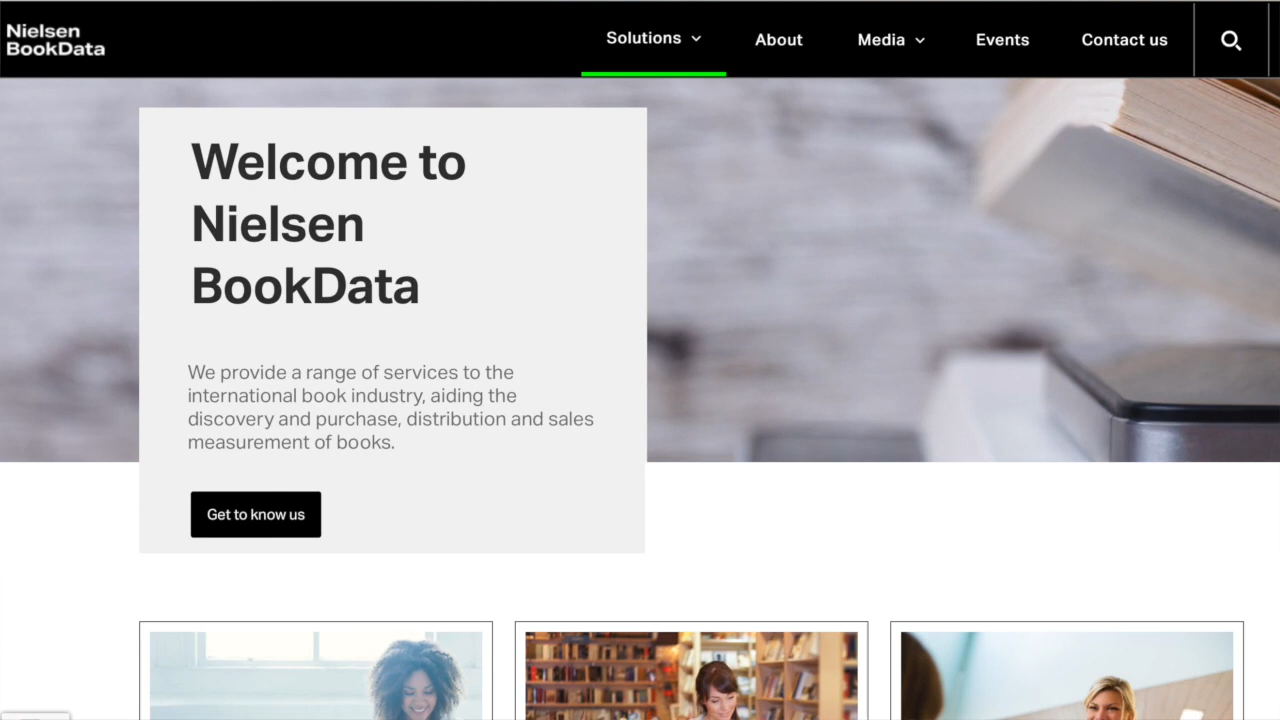 Nielsen
BookData
Solutions
About
Media
Events
Contact us
Welcome to
Nielsen
BookData
We provide a range of services to the
international book industry, aiding the
discovery and purchase, distribution and sales
measurement of books.
Get to know us